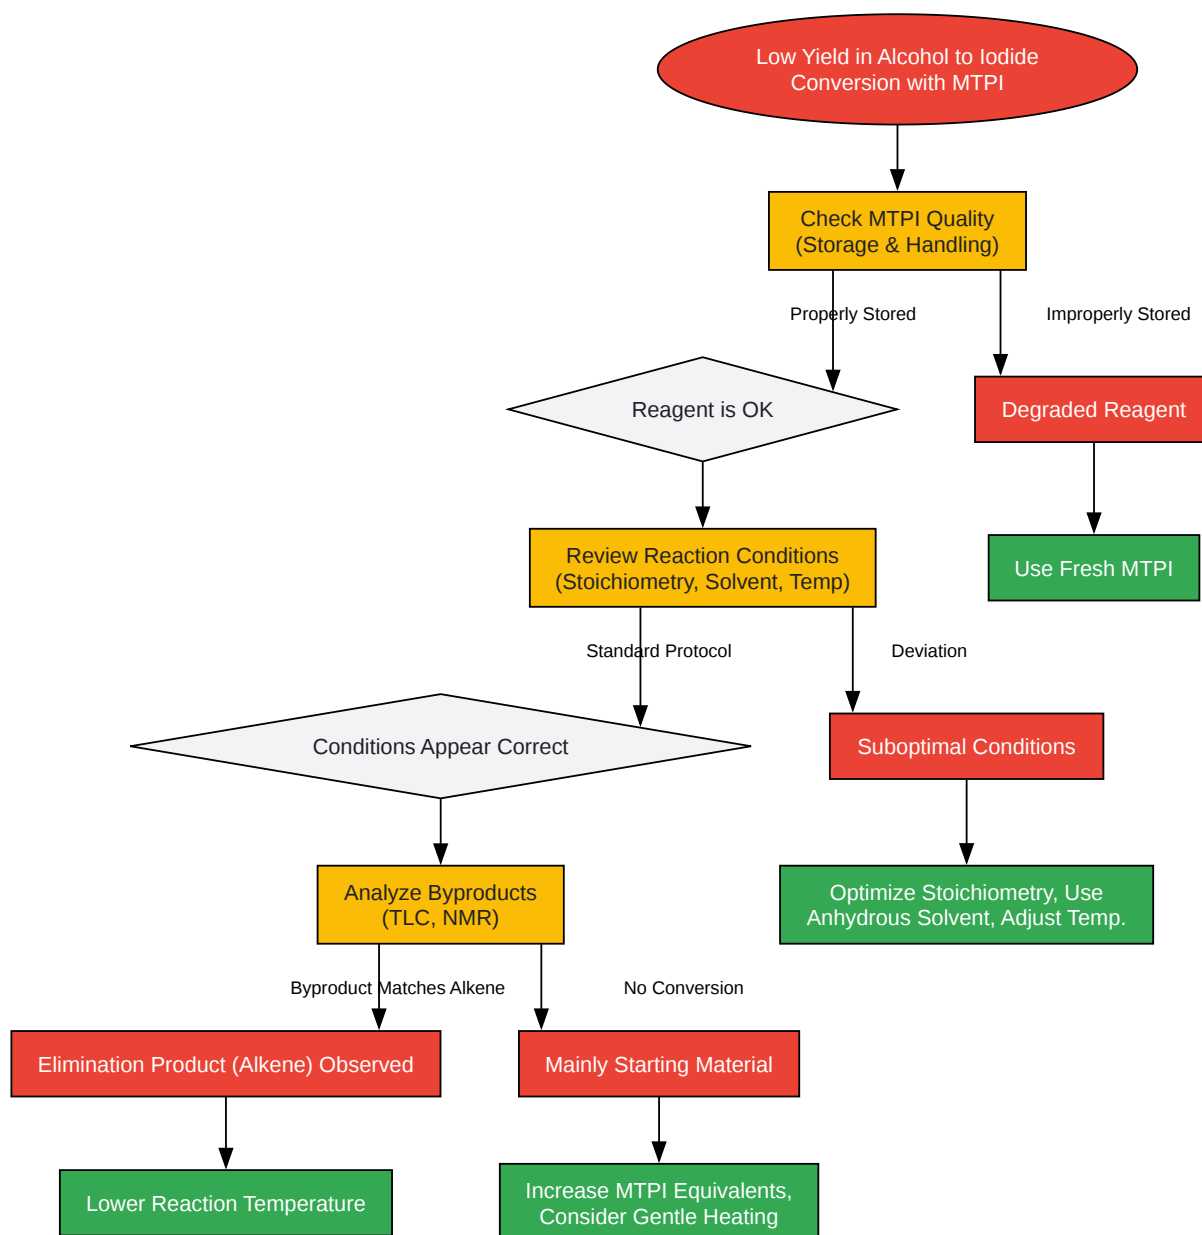 Low Yield in Alcohol to Iodide
Conversion with MTPI
Check MTPI Quality
(Storage & Handling)
Properly Stored
Improperly Stored
Reagent is OK
Degraded Reagent
Review Reaction Conditions
(Stoichiometry, Solvent, Temp)
Use Fresh MTPI
Standard Protocol
Deviation
Conditions Appear Correct
Suboptimal Conditions
Analyze Byproducts
(TLC, NMR)
Optimize Stoichiometry, Use
Anhydrous Solvent, Adjust Temp.
Byproduct Matches Alkene
No Conversion
Elimination Product (Alkene) Observed
Mainly Starting Material
Lower Reaction Temperature
Increase MTPI Equivalents,
Consider Gentle Heating